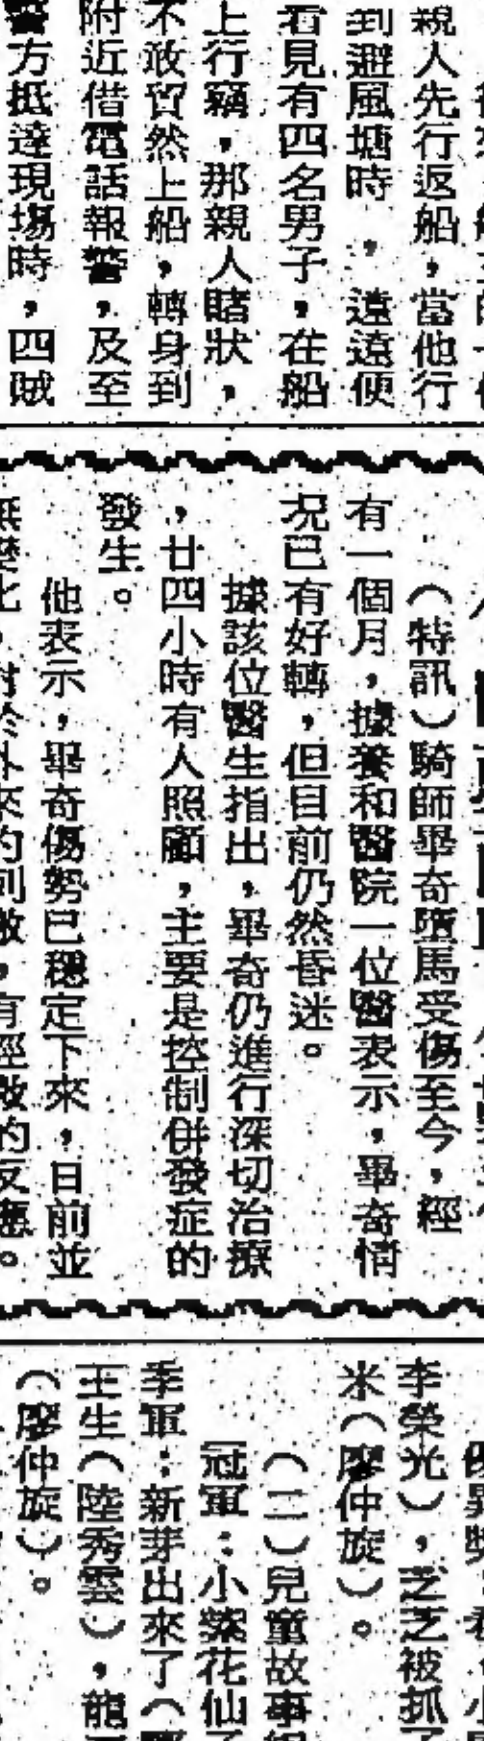 親人先行返船，當他行
到避風塘時，遠遠便
看見有四名男子，在船
上行竊，那親人睹狀，
不敢貿然上船，轉身到
附近借電話報警，及至
警方抵達現場時，四賊
（特訊）騎師畢奇墮馬受傷至今，經
有一個月，據養和醫院一位醫表示，畢奇情
況已有好轉，但目前仍然昏迷。
據該位醫生指出，畢奇仍進行深切治療
，廿四小時有人照顧，主要是控制併發症的
發生。
他表示，畢奇傷勢已穩定下來，日前並
李榮光），芝芝被抓了
米（廖仲旋）。
（二）兒童故事
冠軍：小紫花仙子
季軍：新芽出來了（
王生（陸秀雲），龍
（廖仲旋）。